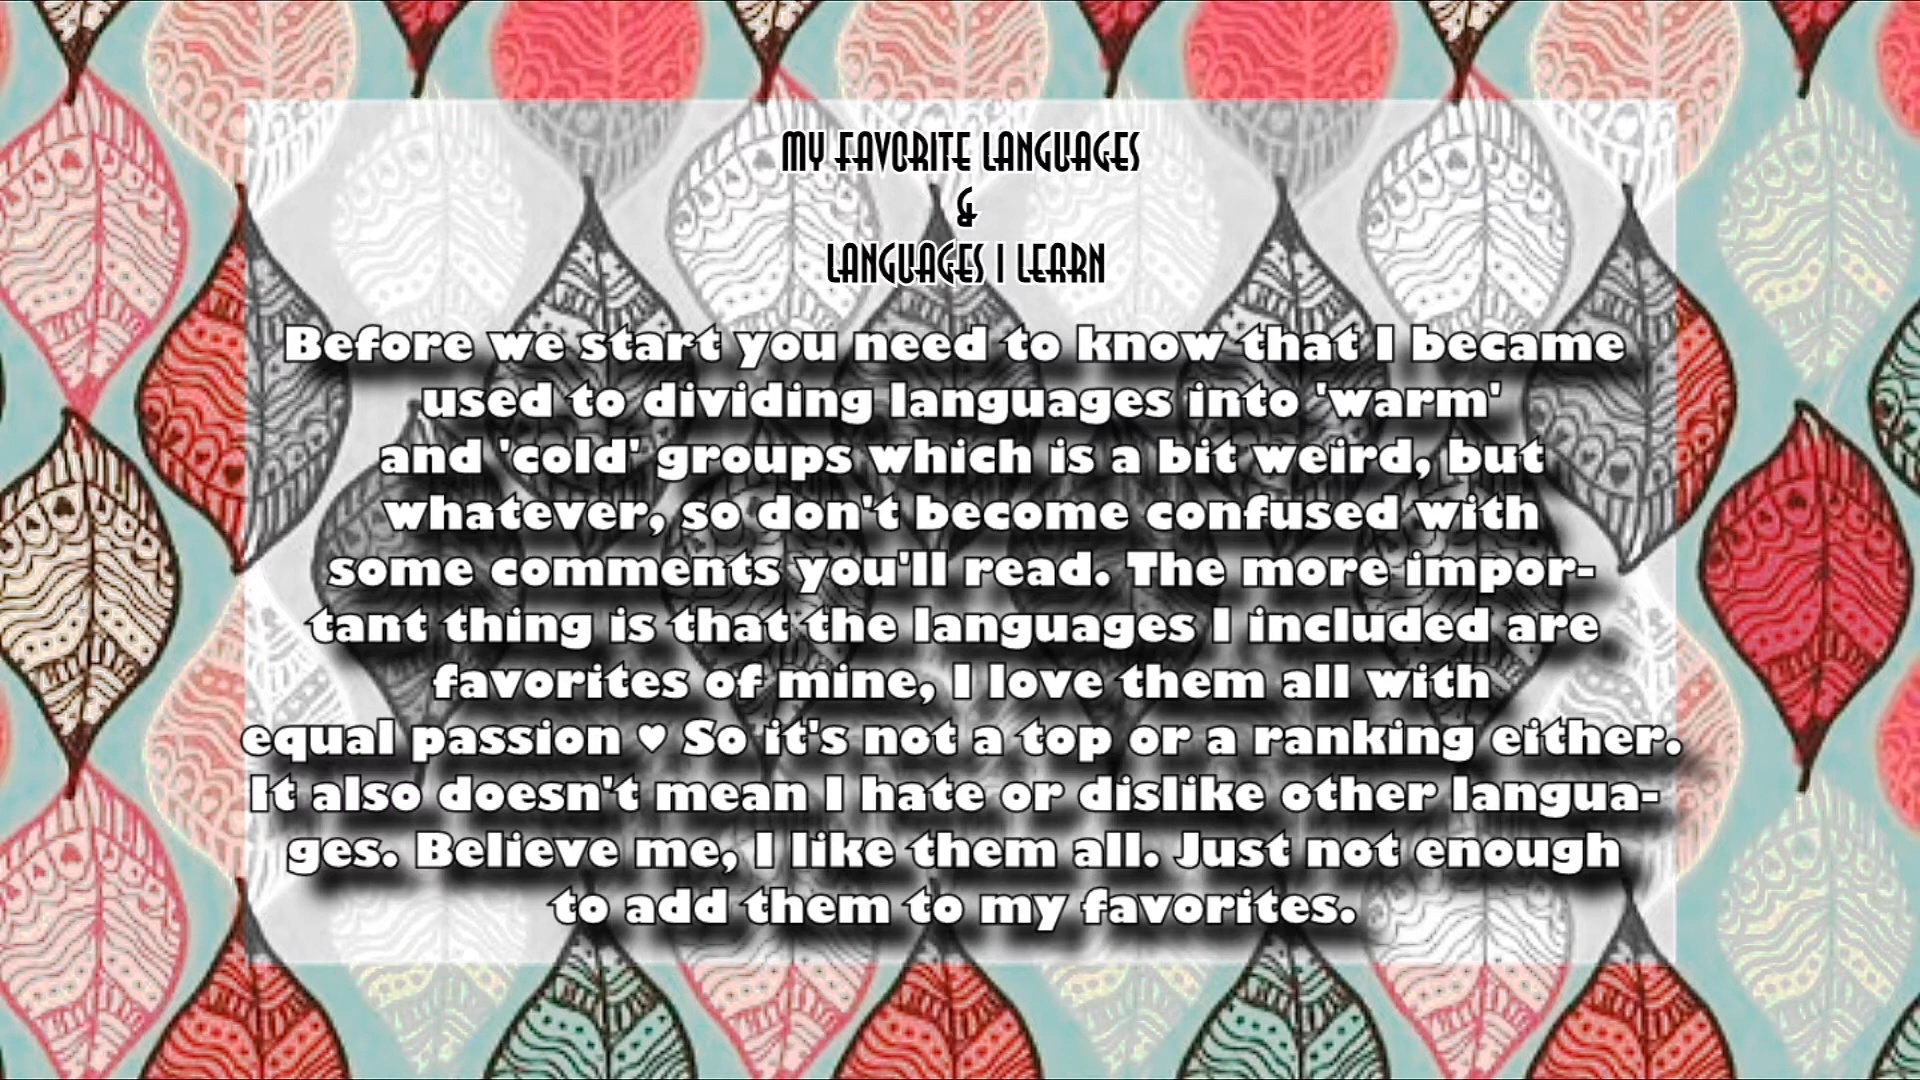 MY FAVORITE LANGUAGES
&
LANGUAGES I LEARN
Before we start you need to know that I became
used to dividing languages into 'warm'
and 'cold' groups which is a bit weird, but
whatever, so don't become confused with
some comments you'll read. The more impor-
tant thing is that the languages I included are
favorites of mine, I love them all with
equal passion ♥ So it's not a top or a ranking either.
It also doesn't mean I hate or dislike other langua-
ges. Believe me, I like them all. Just not enough
to add them to my favorites.